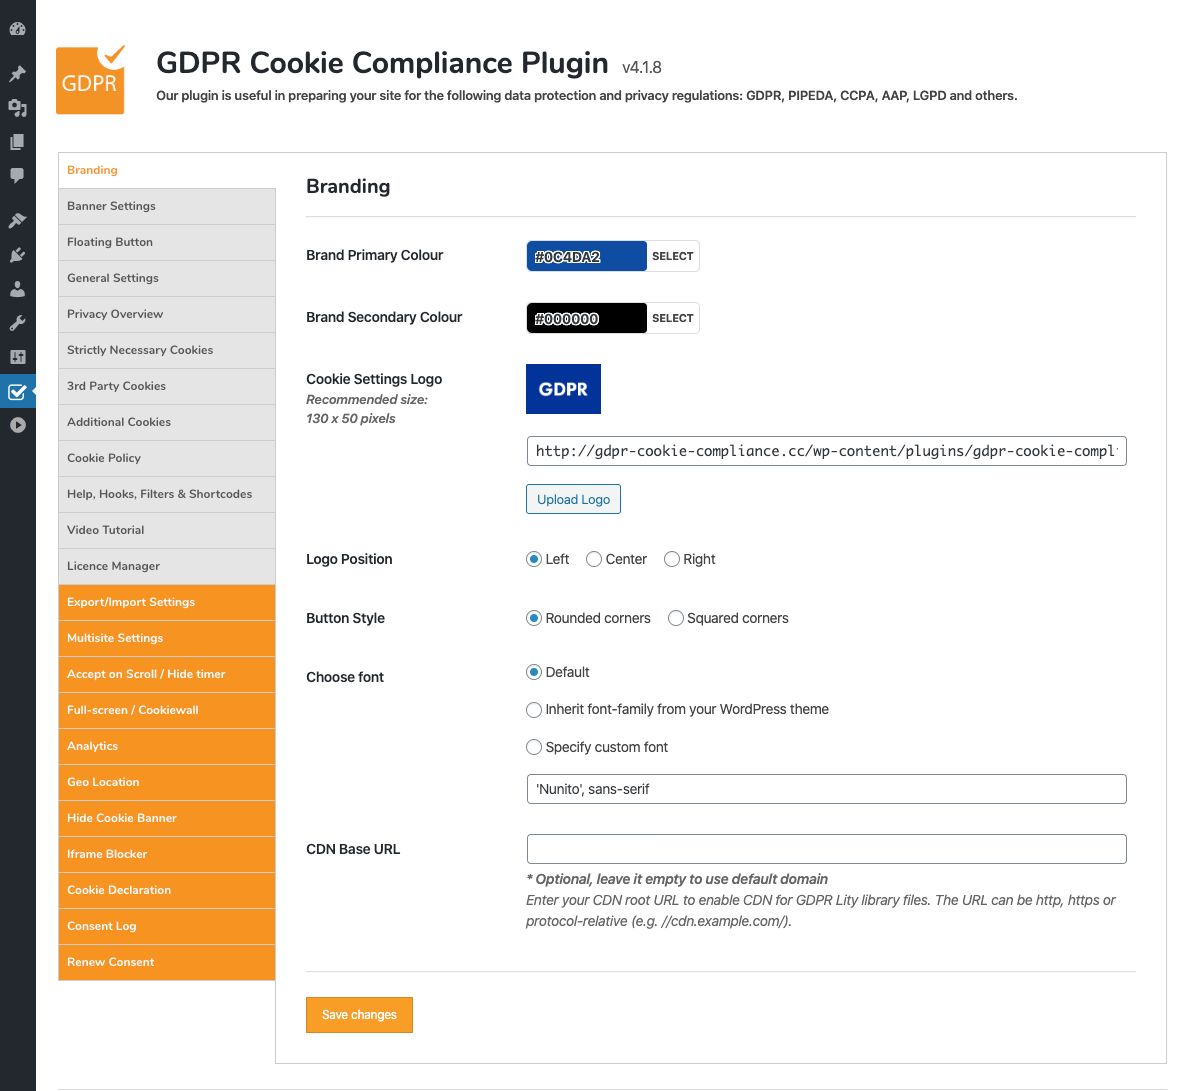 GDPR
GDPR Cookie Compliance Plugin v4.1.8
Our plugin is useful in preparing your site for the following data protection and privacy regulations: GDPR, PIPEDA, CCPA, AAP, LGPD and others.
Branding
Banner Settings
Floating Button
General Settings
Privacy Overview
Strictly Necessary Cookies
3rd Party Cookies
Additional Cookies
Cookie Policy
Help, Hooks, Filters & Shortcodes
Video Tutorial
Licence Manager
Export/Import Settings
Multisite Settings
Accept on Scroll / Hide timer
Full-screen / Cookiewall
Analytics
Geo Location
Hide Cookie Banner
Iframe Blocker
Cookie Declaration
Consent Log
Renew Consent
Branding
Brand Primary Colour
#0C4DA2 SELECT
Brand Secondary Colour
#000000 SELECT
Cookie Settings Logo
Recommended size:
130 x 50 pixels
GDPR
http://gdpr-cookie-compliance.cc/wp-content/plugins/gdpr-cookie-compl
Upload Logo
Logo Position
Left Center Right
Button Style
Rounded corners Squared corners
Choose font
Default
Inherit font-family from your WordPress theme
Specify custom font
'Nunito', sans-serif
CDN Base URL
* Optional, leave it empty to use default domain
Enter your CDN root URL to enable CDN for GDPR Lity library files. The URL can be http, https or
protocol-relative (e.g. //cdn.example.com/).
Save changes